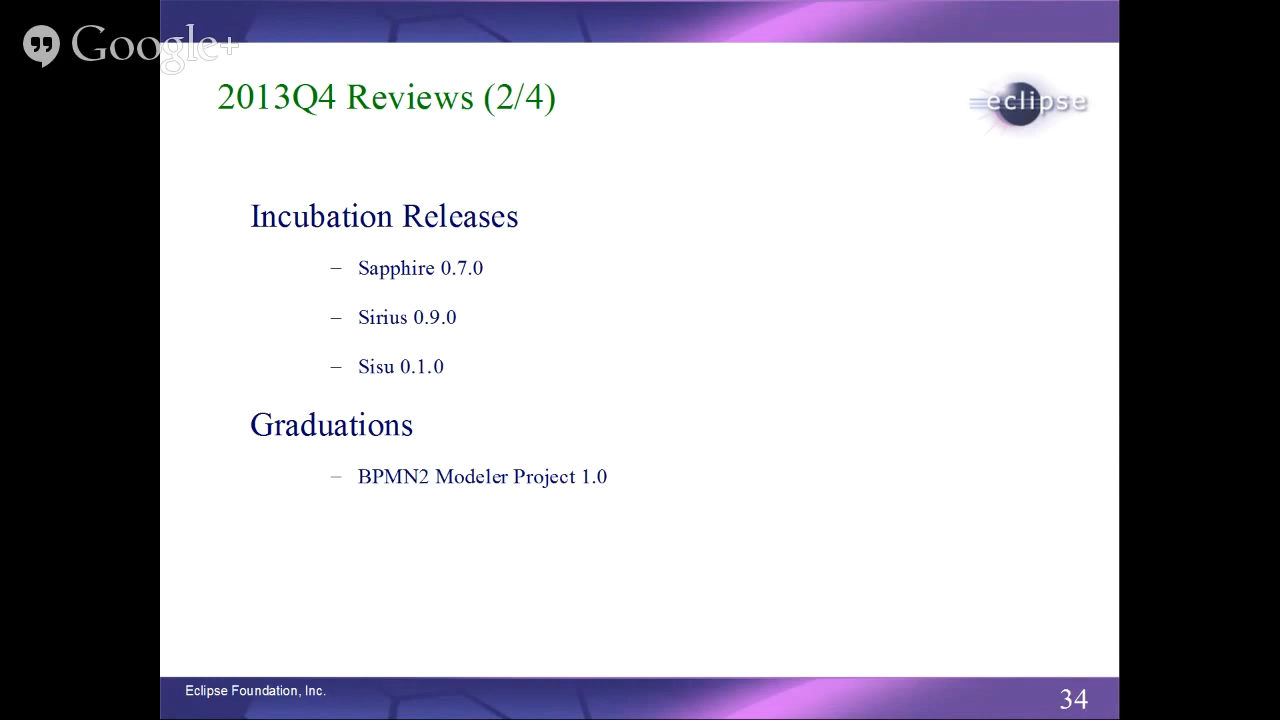 Google+
2013Q4 Reviews (2/4)
eclipse
Incubation Releases
– Sapphire 0.7.0
– Sirius 0.9.0
– Sisu 0.1.0
Graduations
– BPMN2 Modeler Project 1.0
Eclipse Foundation, Inc.
34